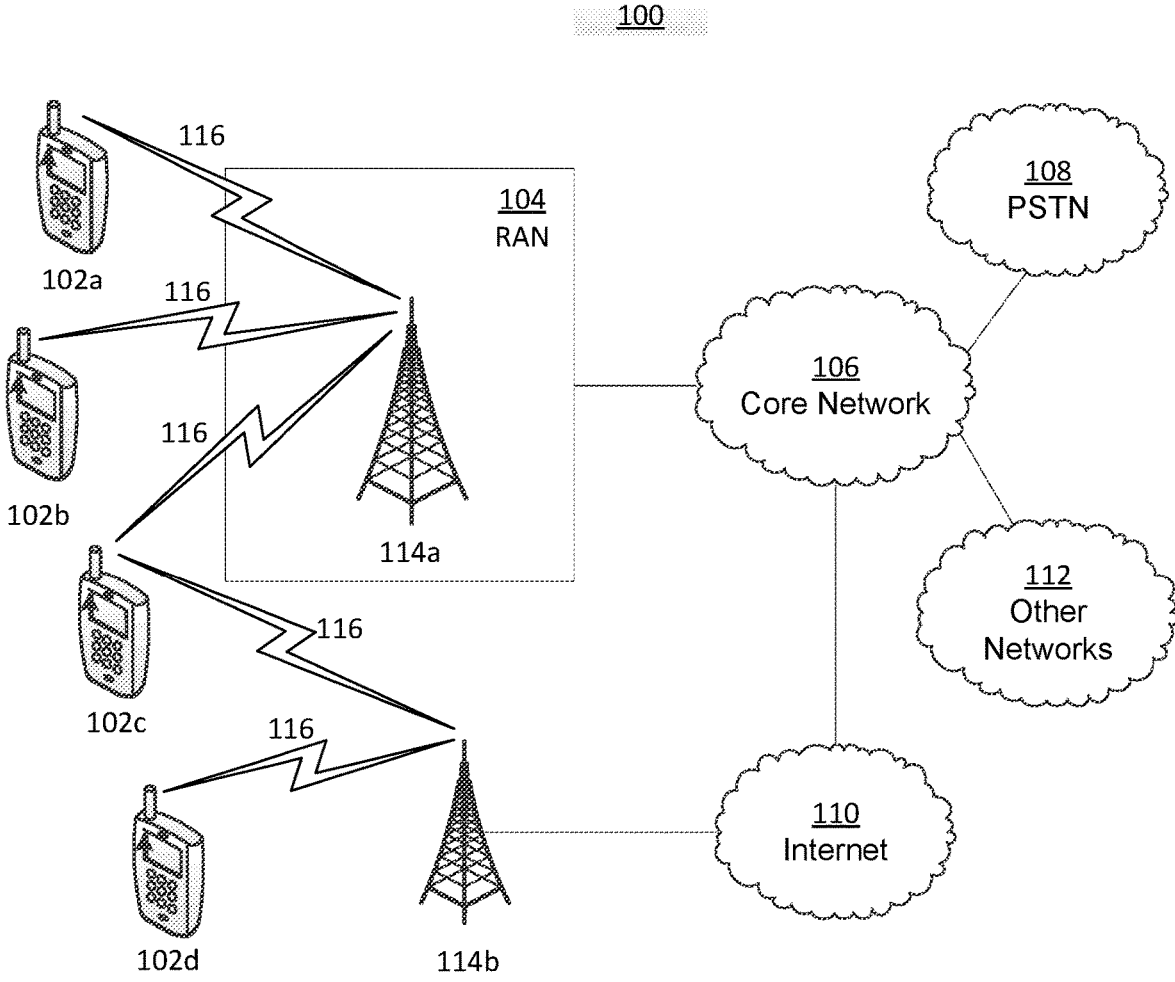 100
116
104
RAN
108
PSTN
102a
116
106
Core Network
116
102b
114a
112
Other
Networks
116
102c
116
110
Internet
102d
114b